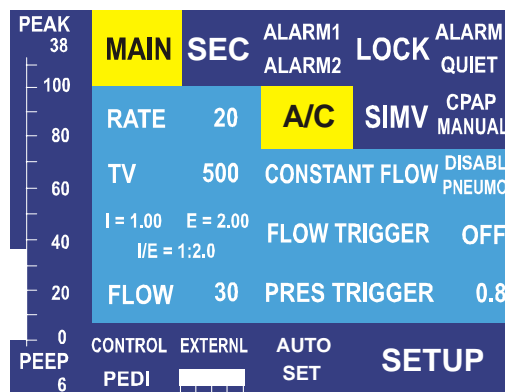 PEAK
38
MAIN SEC ALARM1 ALARM2 LOCK ALARM QUIET
100
RATE 20 A/C SIMV CPAP MANUAL
80
TV 500 CONSTANT FLOW DISABL PNEUMO
60
I = 1.00 E = 2.00
I/E = 1:2.0
FLOW TRIGGER OFF
40
FLOW 30 PRES TRIGGER 0.8
20
0
CONTROL EXTERNL AUTO SET SETUP
PEEP
PEDI
6